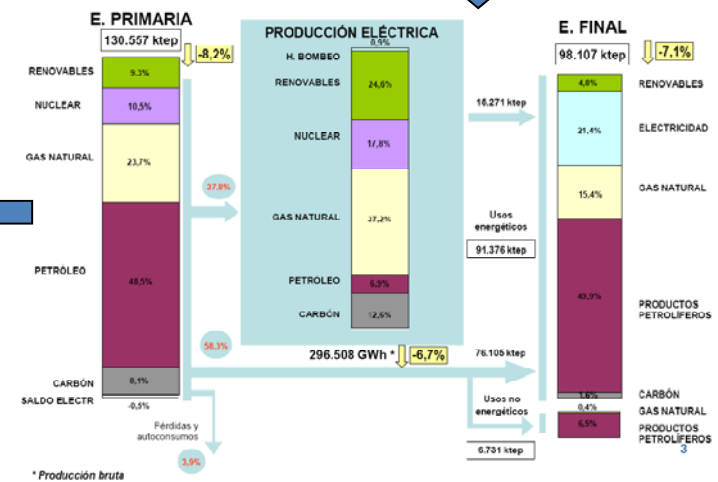 E. PRIMARIA
130.557 ktep
-8,2%
RENOVABLES
9,3%
NUCLEAR
10,5%
GAS NATURAL
23,7%
PETRÓLEO
48,5%
CARBÓN
8,1%
SALDO ELECTR
-0,5%
37,8%
58,3%
Pérdidas y
autoconsumos
3,9%
* Producción bruta
PRODUCCIÓN ELÉCTRICA
0,9%
H. BOMBEO
RENOVABLES
24,6%
NUCLEAR
17,8%
GAS NATURAL
37,2%
PETROLEO
6,9%
CARBÓN
12,6%
296.508 GWh *
-6,7%
15.271 ktep
Usos
energéticos
91.376 ktep
76.105 ktep
Usos no
energéticos
6.731 ktep
E. FINAL
98.107 ktep
-7,1%
4,8%
RENOVABLES
21,4%
ELECTRICIDAD
15,4%
GAS NATURAL
49,9%
PRODUCTOS
PETROLÍFEROS
1,6%
CARBÓN
0,4%
GAS NATURAL
6,5%
PRODUCTOS
PETROLÍFEROS
3